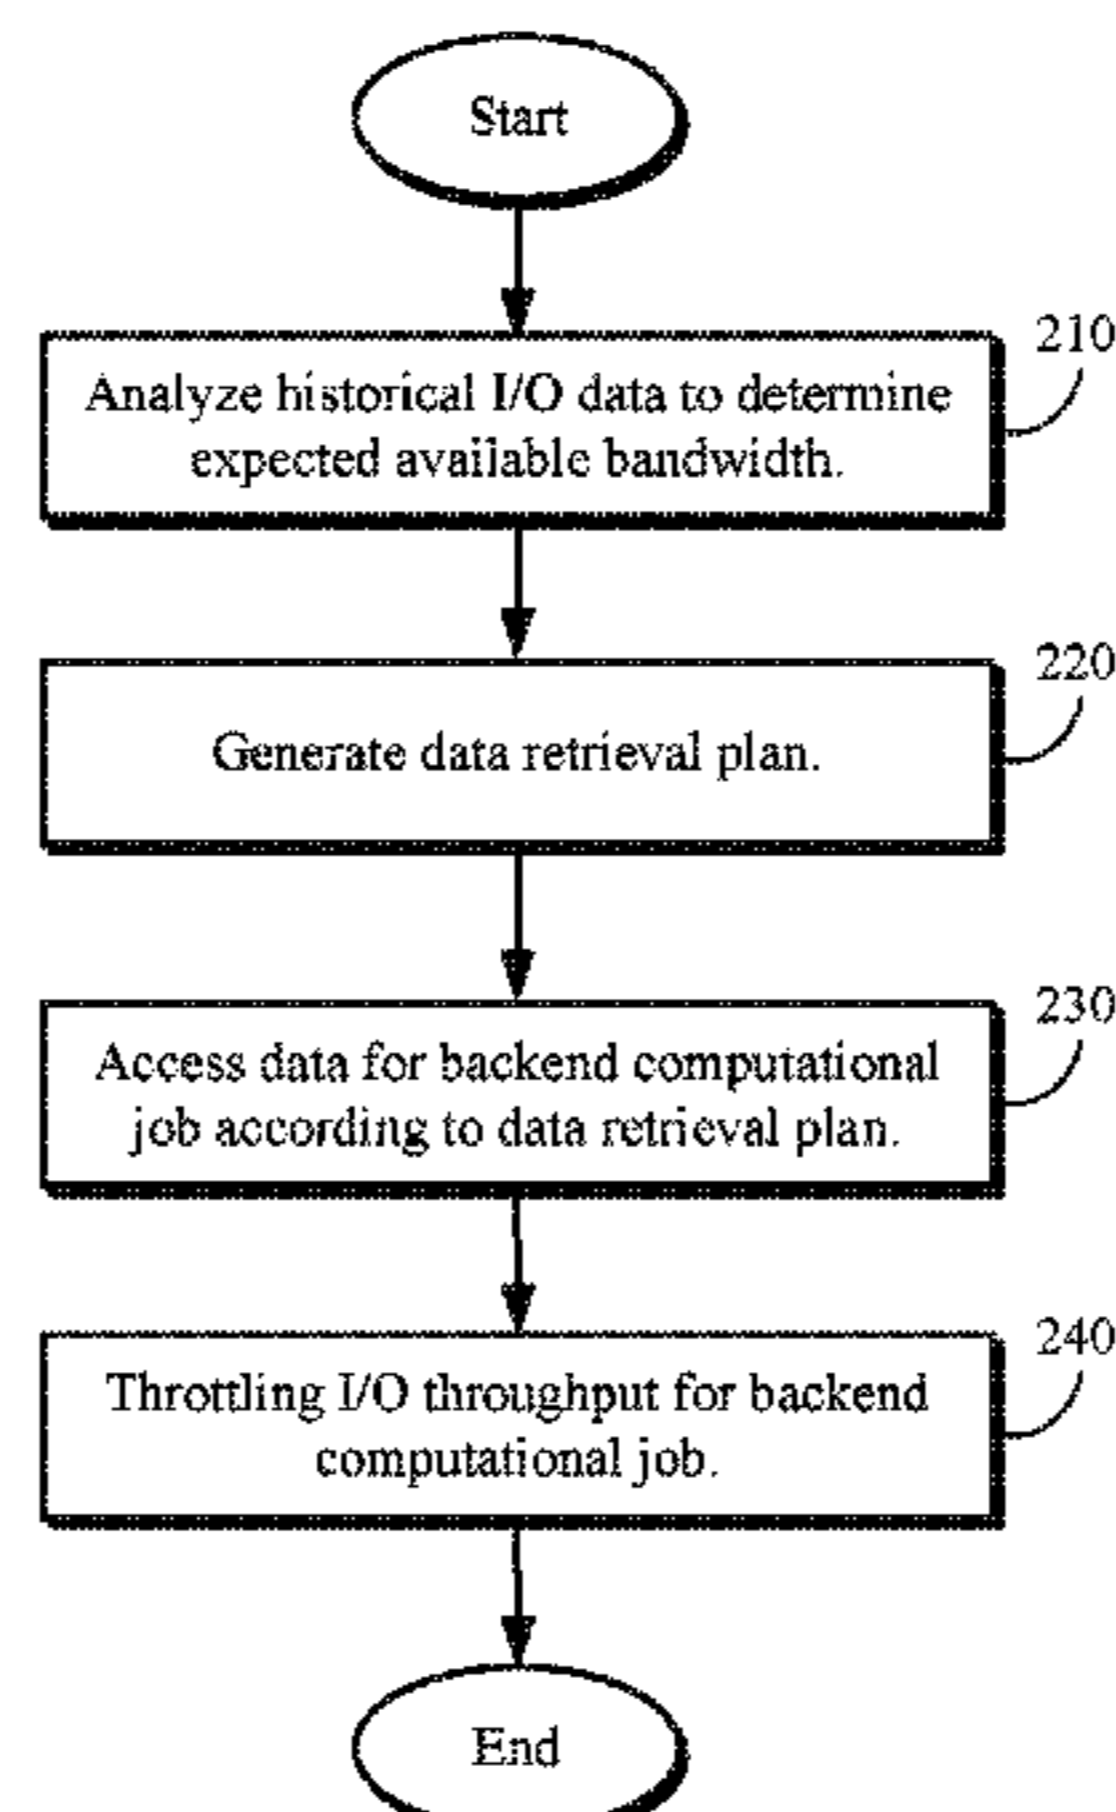 Start
210
Analyze historical I/O data to determine
expected available bandwidth.
220
Generate data retrieval plan.
230
Access data for backend computational
job according to data retrieval plan.
240
Throttling I/O throughput for backend
computational job.
End